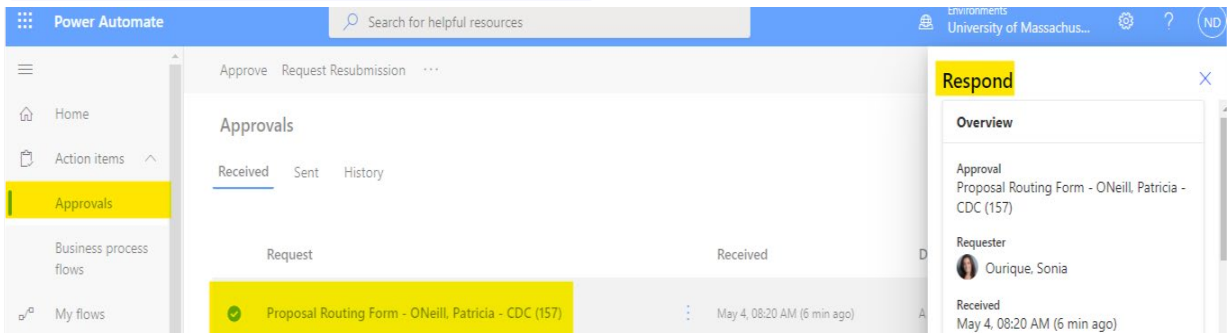 Power Automate
Search for helpful resources
Environments
University of Massachus...
?
ND
Approve Request Resubmission ...
Respond
Home
Approvals
Overview
Action items
Received Sent History
Approval
Proposal Routing Form - ONeill, Patricia -
CDC (157)
Approvals
Business process
flows
Request Received D
Requester
Ourique, Sonia
My flows
Proposal Routing Form - ONeill, Patricia - CDC (157)
May 4, 08:20 AM (6 min ago)
A
Received
May 4, 08:20 AM (6 min ago)